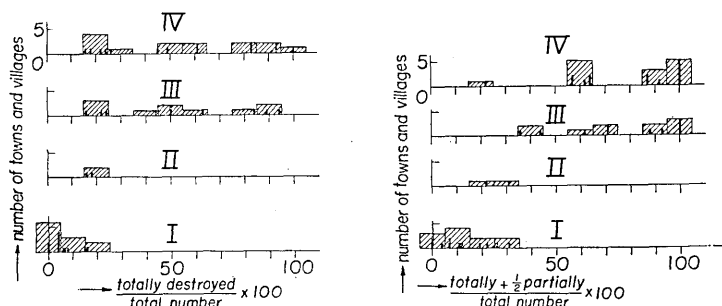 number of towns and villages
IV
5
0
III
II
I
0 50 100
totally destroyed
total number × 100
number of towns and villages
IV
5
0
III
II
I
0 50 100
totally + 1/2 partially
total number × 100